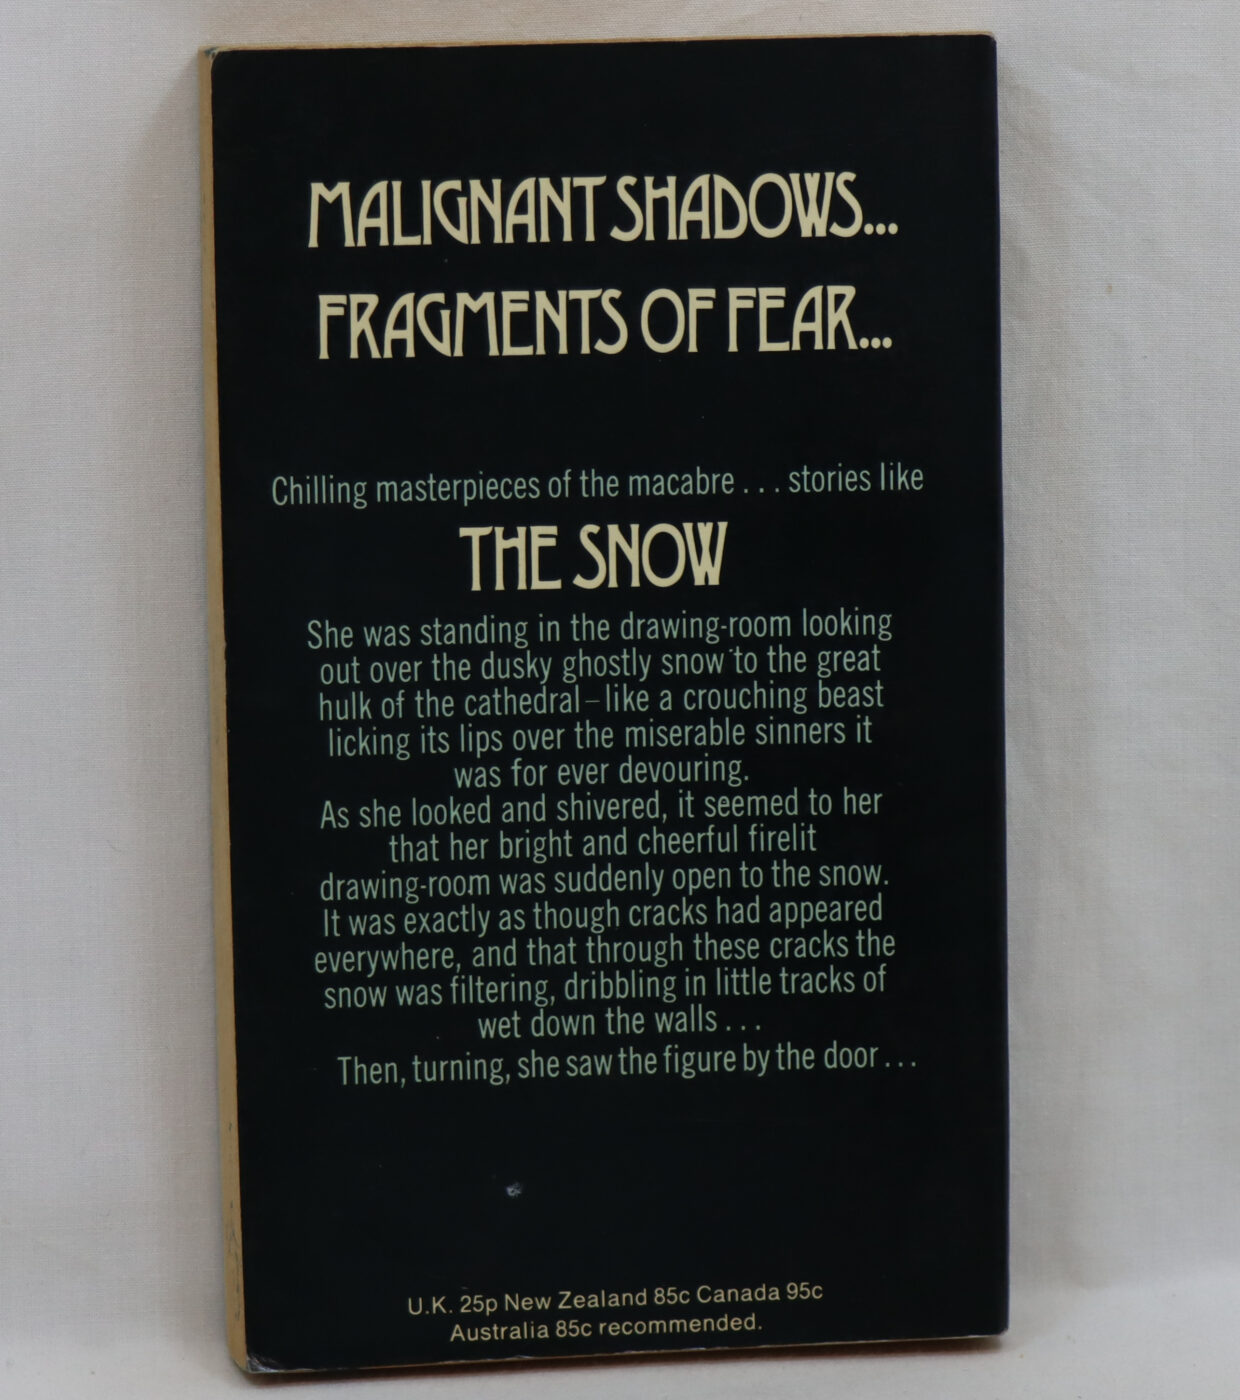 MALIGNANT SHADOWS...
FRAGMENTS OF FEAR...
Chilling masterpieces of the macabre . . . stories like
THE SNOW
She was standing in the drawing-room looking
out over the dusky ghostly snow to the great
hulk of the cathedral – like a crouching beast
licking its lips over the miserable sinners it
was for ever devouring.
As she looked and shivered, it seemed to her
that her bright and cheerful firelit
drawing-room was suddenly open to the snow.
It was exactly as though cracks had appeared
everywhere, and that through these cracks the
snow was filtering, dribbling in little tracks of
wet down the walls . . .
Then, turning, she saw the figure by the door . . .
U.K. 25p New Zealand 85c Canada 95c
Australia 85c recommended.